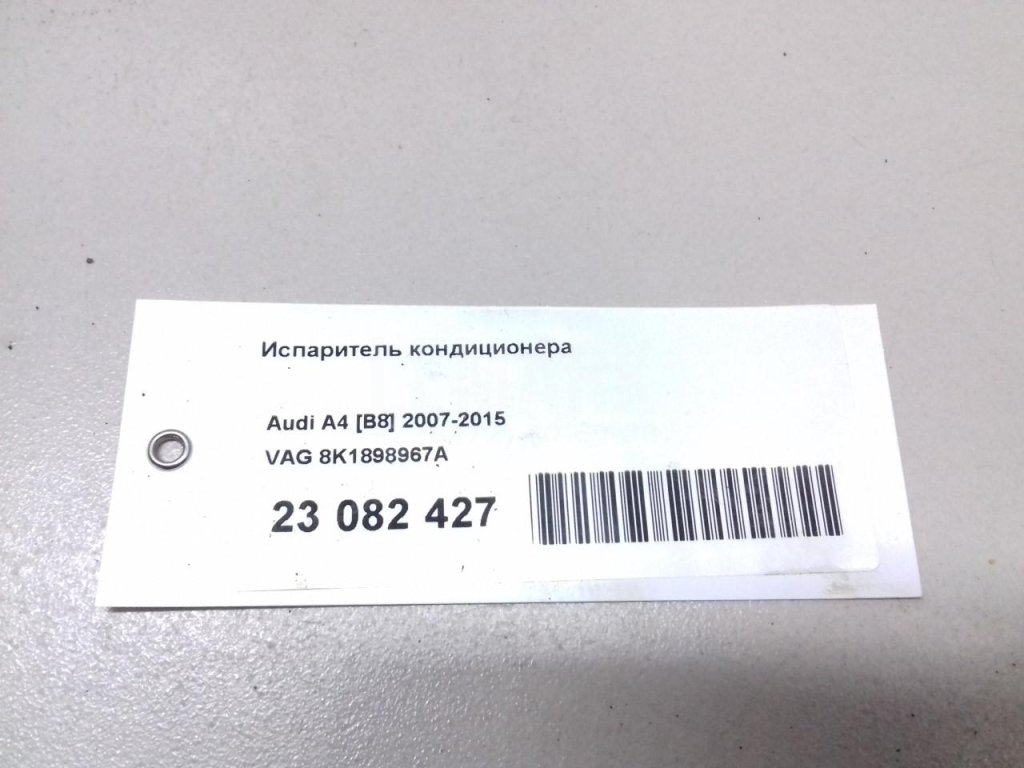 Испаритель кондиционера
Audi A4 [B8] 2007-2015
VAG 8K1898967A
23 082 427